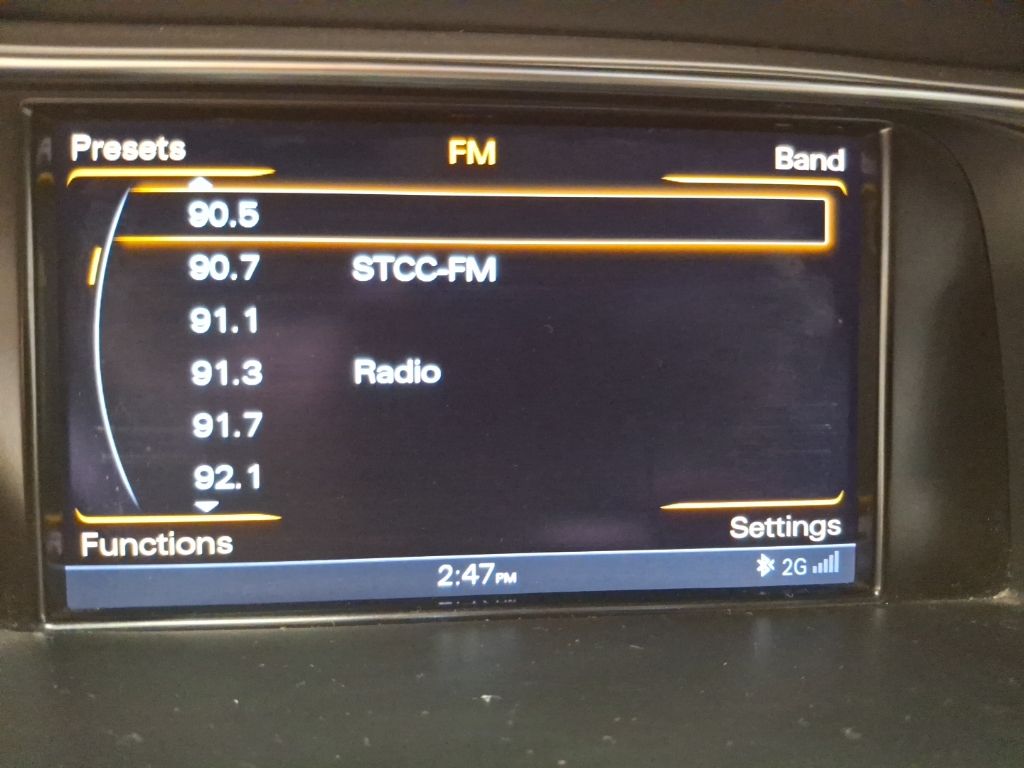 Presets FM Band
90.5
90.7 STCC-FM
91.1
91.3 Radio
91.7
92.1
Settings
Functions
2:47PM 2G